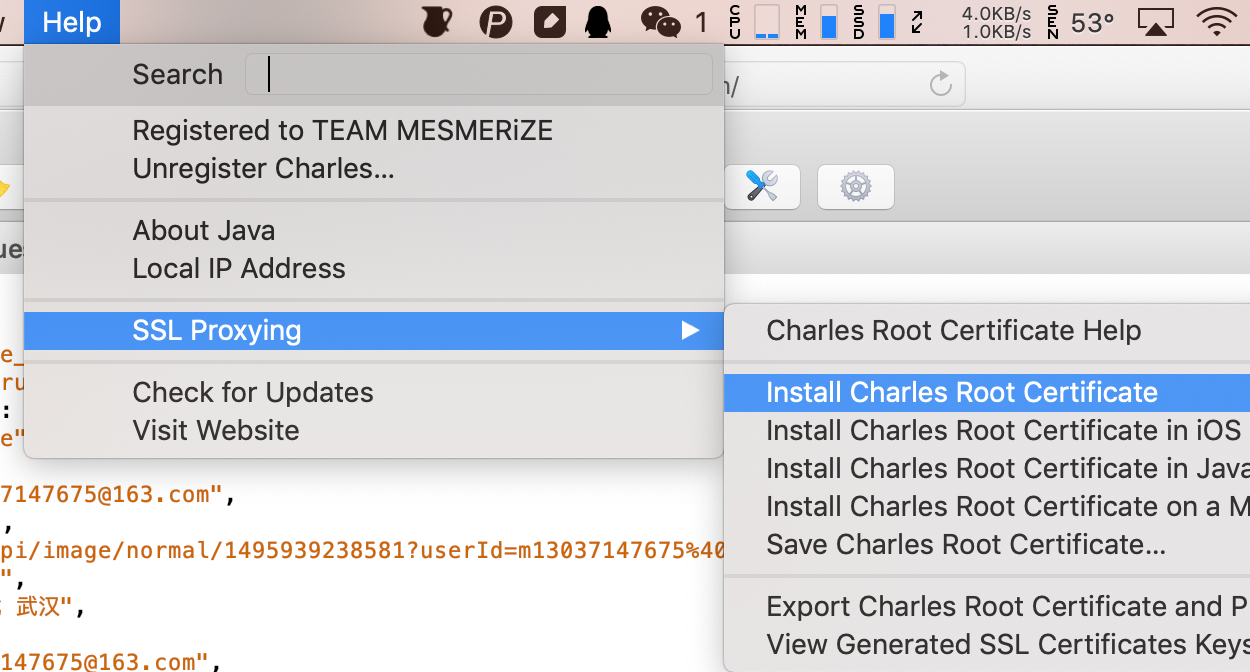 Help
1
CPU
MEM
SSD
4.0KB/s
1.0KB/s
SEN
53°
Search
/
Registered to TEAM MESMERiZE
Unregister Charles...
About Java
Local IP Address
SSL Proxying
Check for Updates
Visit Website
Charles Root Certificate Help
Install Charles Root Certificate
Install Charles Root Certificate in iOS
Install Charles Root Certificate in Java
Install Charles Root Certificate on a M
Save Charles Root Certificate...
Export Charles Root Certificate and P
View Generated SSL Certificates Keys
ues
e_
ru
:
e"
7147675@163.com",
,
pi/image/normal/1495939238581?userId=m13037147675%40
",
武汉",
147675@163.com",